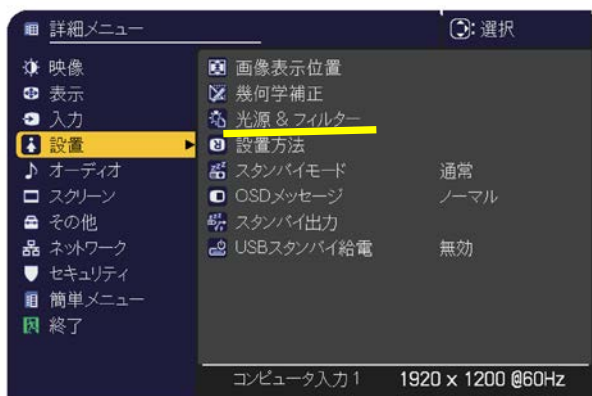 詳細メニュー
:選択
映像
表示
入力
設置
オーディオ
スクリーン
その他
ネットワーク
セキュリティ
簡単メニュー
終了
画像表示位置
幾何学補正
光源 & フィルター
設置方法
スタンバイモード 通常
OSDメッセージ ノーマル
スタンバイ出力
USBスタンバイ給電 無効
コンピュータ入力 1 1920 x 1200 @60Hz